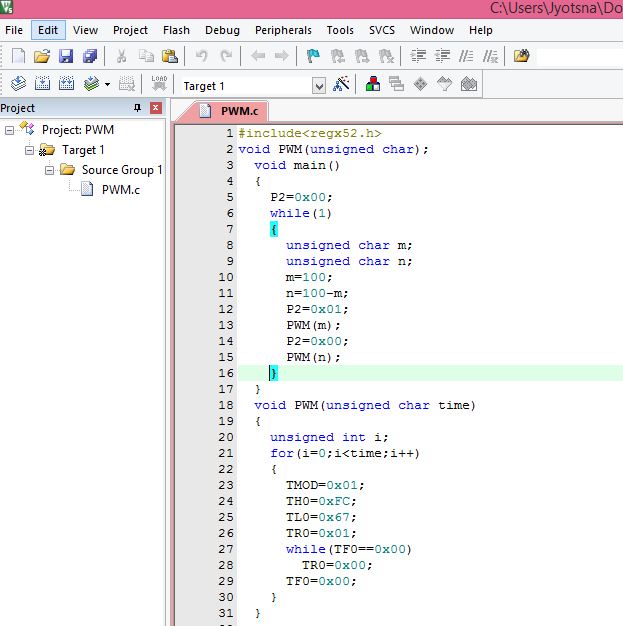 C:\Users\Jyotsna\Do
File Edit View Project Flash Debug Peripherals Tools SVCS Window Help
LOAD Target 1
Project
PWM.c
Project: PWM
Target 1
Source Group 1
PWM.c
1 #include<regx52.h>
2 void PWM(unsigned char);
3 void main()
4 {
5 P2=0x00;
6 while(1)
7 {
8 unsigned char m;
9 unsigned char n;
10 m=100;
11 n=100-m;
12 P2=0x01;
13 PWM(m);
14 P2=0x00;
15 PWM(n);
16 }
17 }
18 void PWM(unsigned char time)
19 {
20 unsigned int i;
21 for(i=0;i<time;i++)
22 {
23 TMOD=0x01;
24 TH0=0xFC;
25 TL0=0x67;
26 TR0=0x01;
27 while(TF0==0x00)
28 TR0=0x00;
29 TF0=0x00;
30 }
31 }